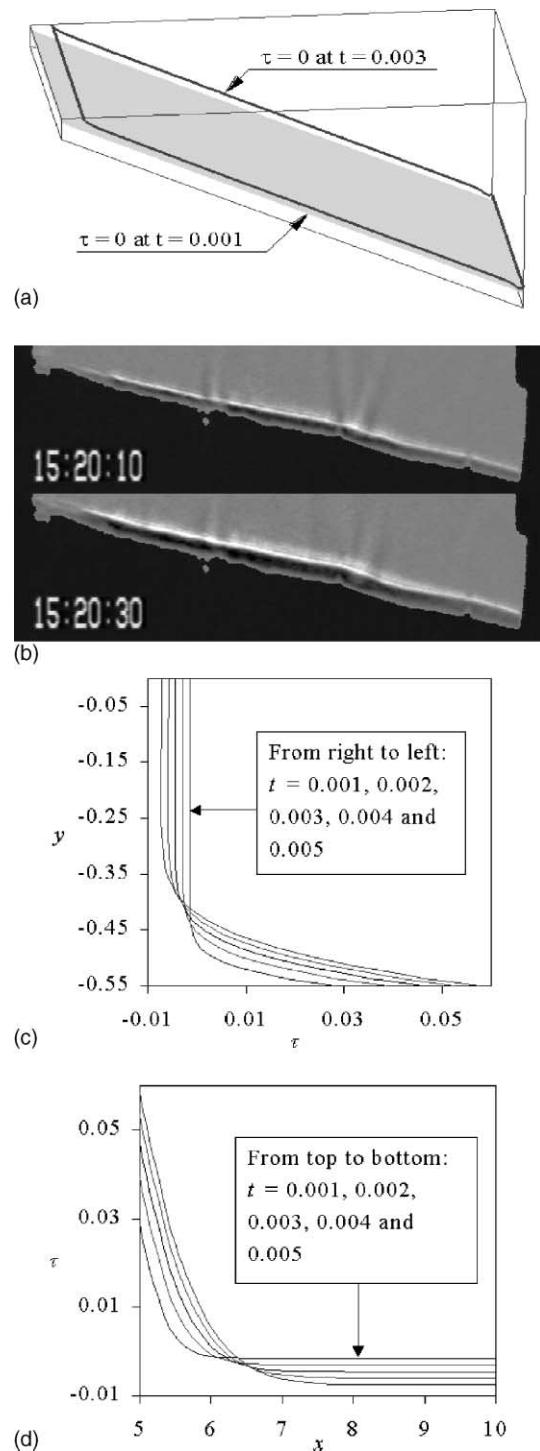 τ = 0 at t = 0.003
τ = 0 at t = 0.001
(a)
15:20:10
15:20:30
(b)
-0.05
-0.15
-0.25
-0.35
-0.45
-0.55
y
From right to left:
t = 0.001, 0.002,
0.003, 0.004 and
0.005
-0.01 0.01 0.03 0.05
τ
(c)
0.05
0.03
0.01
-0.01
τ
From top to bottom:
t = 0.001, 0.002,
0.003, 0.004 and
0.005
5 6 7 8 9 10
x
(d)